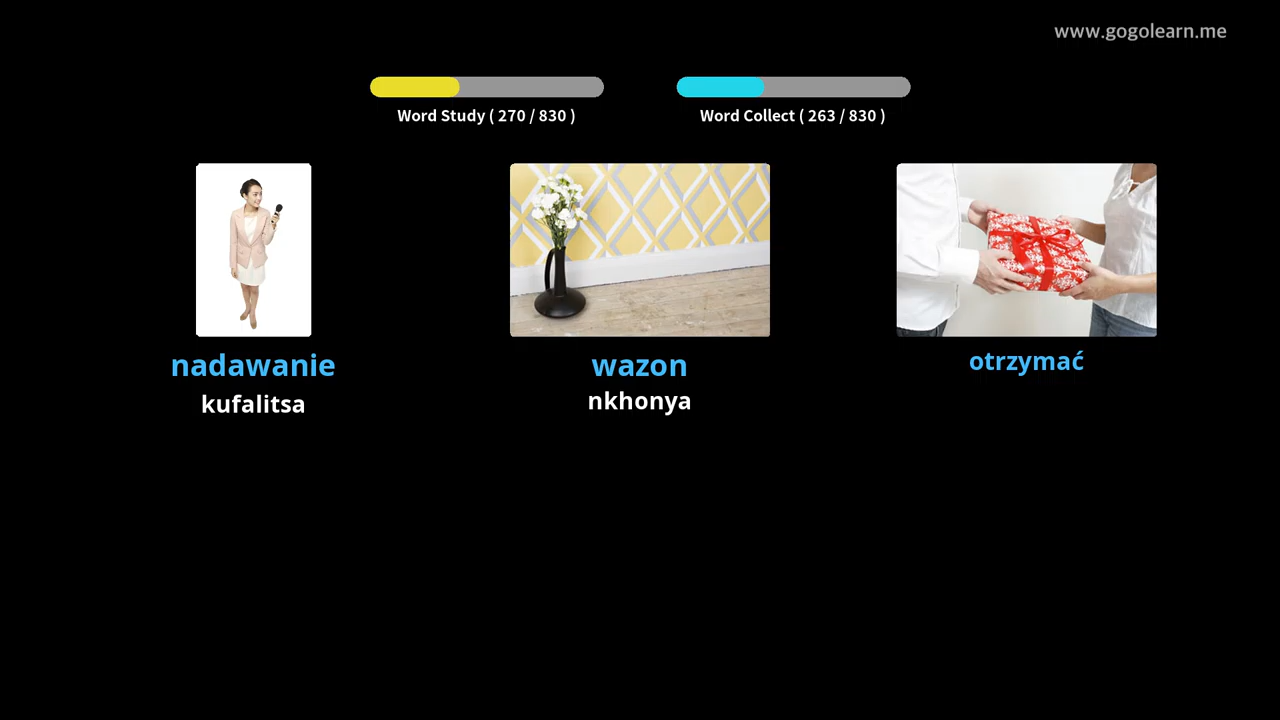 www.gogolearn.me
Word Study ( 270 / 830 )
Word Collect ( 263 / 830 )
nadawanie
kufalitsa
wazon
nkhonya
otrzymać